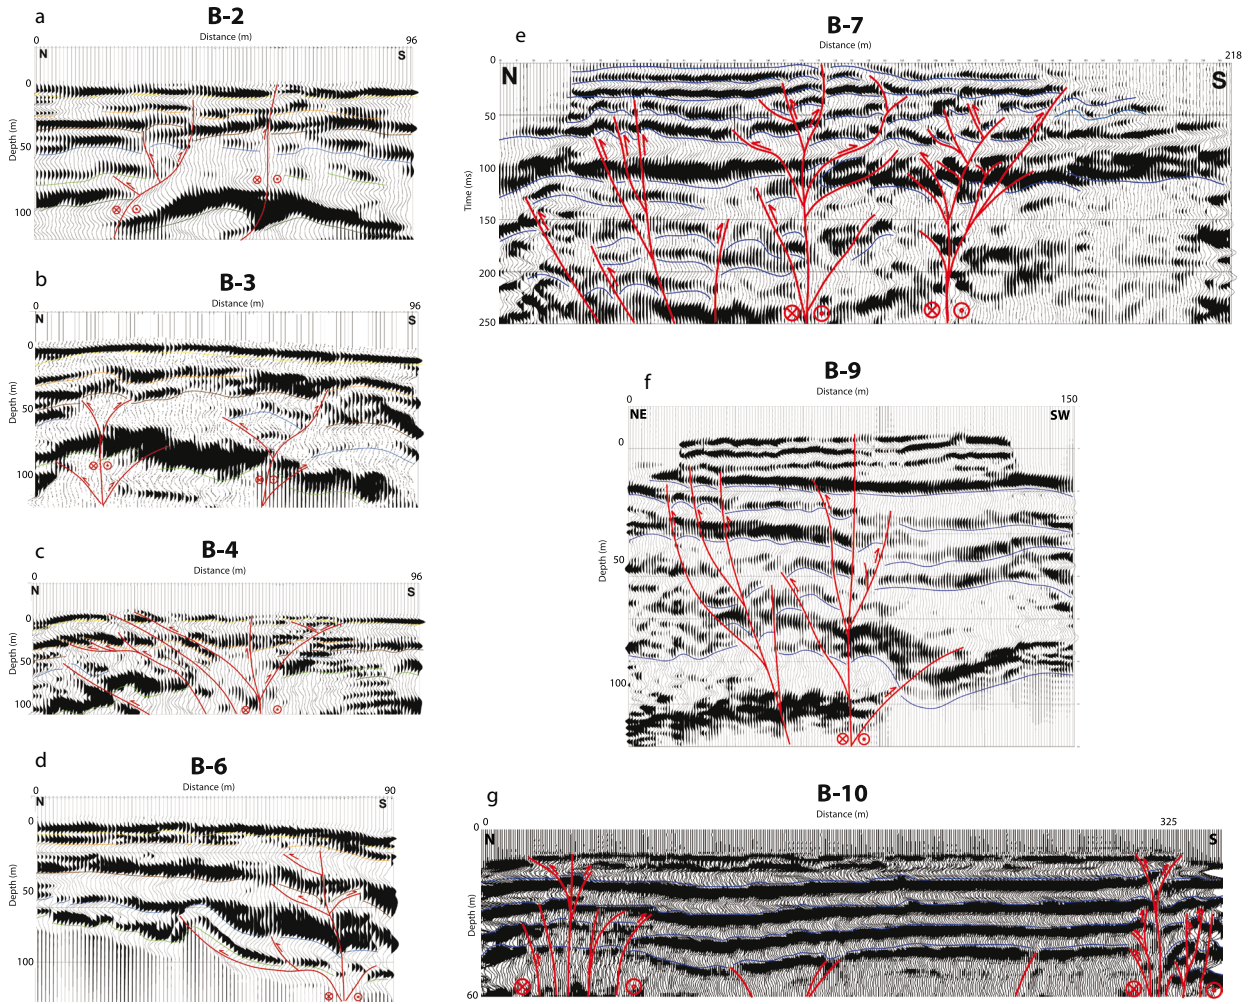 a
B-2
Distance (m)
0
96
N
S
0
50
100
Depth (m)
b
B-3
Distance (m)
0
96
N
S
0
50
100
Depth (m)
c
B-4
Distance (m)
0
96
N
S
0
50
100
Depth (m)
d
B-6
Distance (m)
0
90
N
S
0
50
100
Depth (m)
e
B-7
Distance (m)
0
218
N
S
50
100
150
200
250
Time (ms)
f
B-9
Distance (m)
0
150
NE
SW
0
50
100
Depth (m)
g
B-10
Distance (m)
0
0
325
N
S
60
Depth (m)